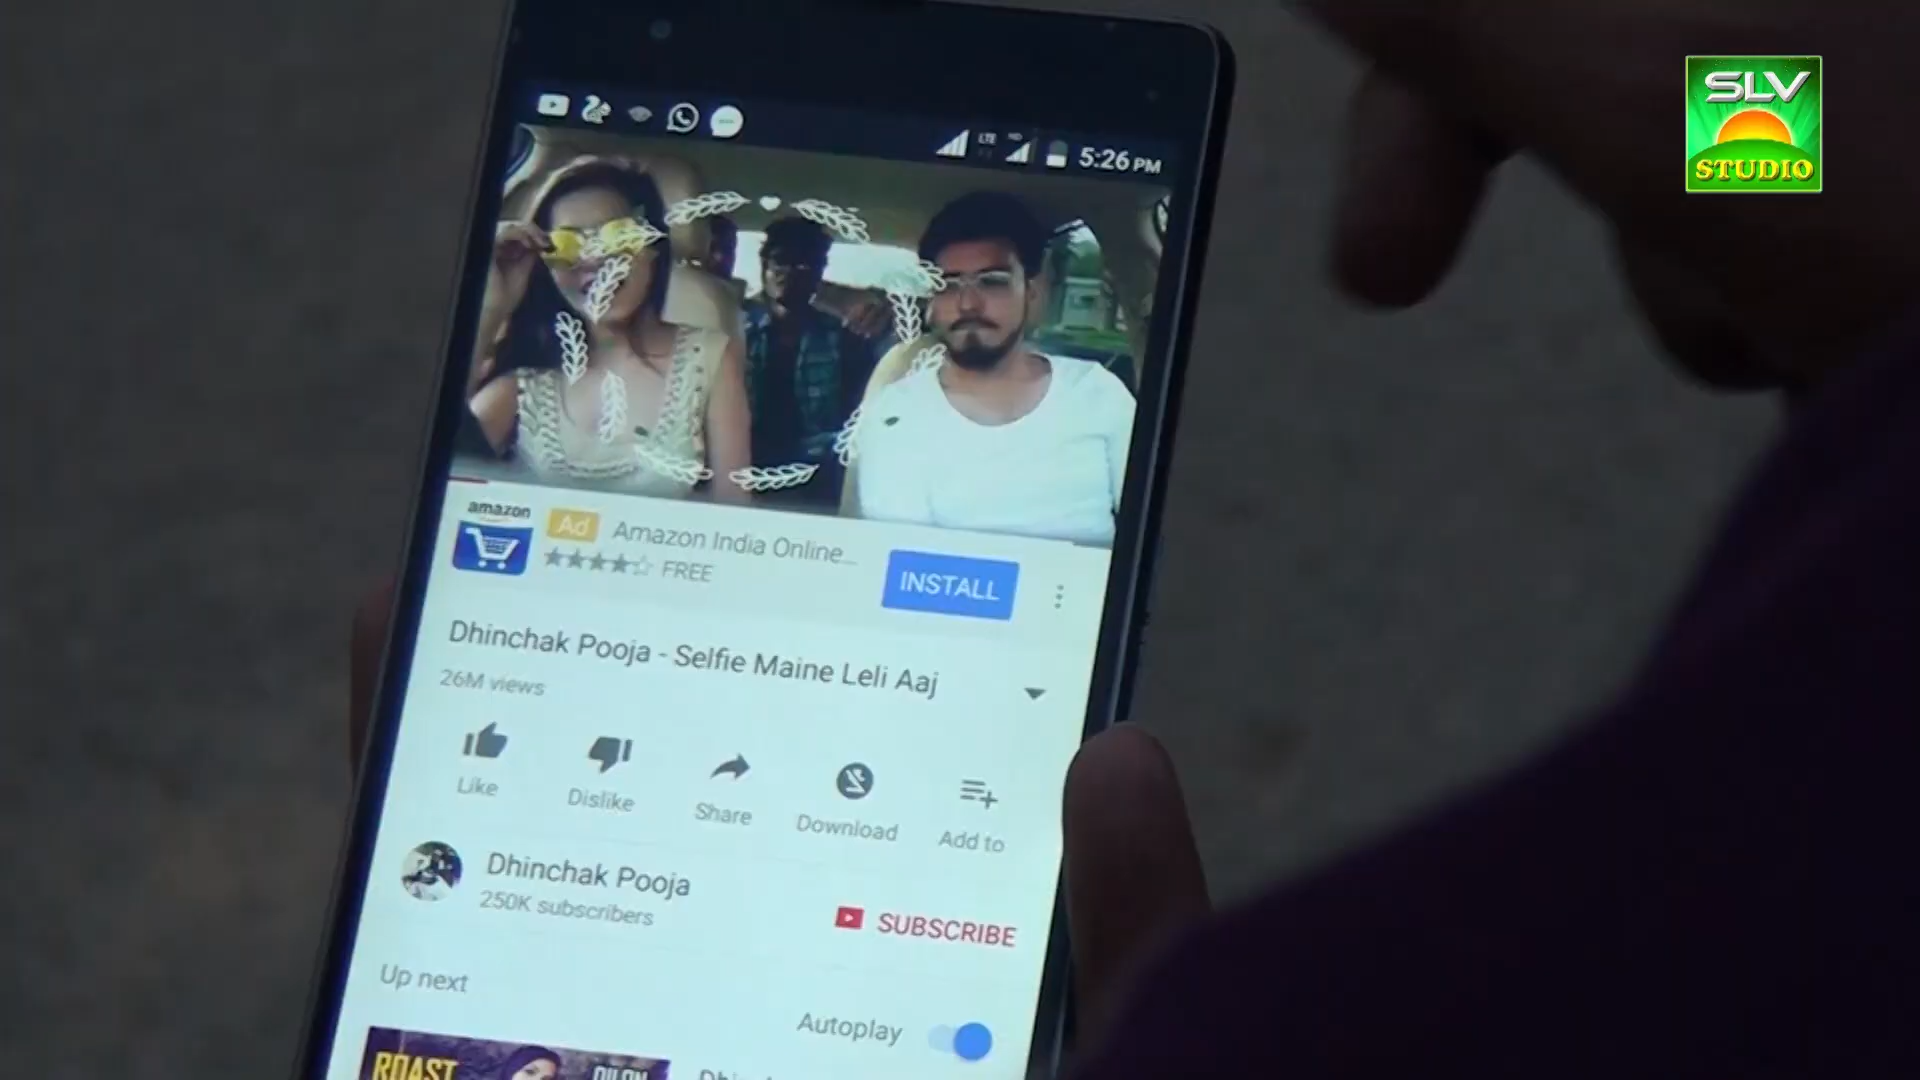 SLV
STUDIO
LTE
5:26 PM
amazon
Ad Amazon India Online...
FREE
INSTALL
Dhinchak Pooja - Selfie Maine Leli Aaj
26M views
Like
Dislike
Share
Download
Add to
Dhinchak Pooja
250K subscribers
SUBSCRIBE
Up next
Autoplay
ROAST